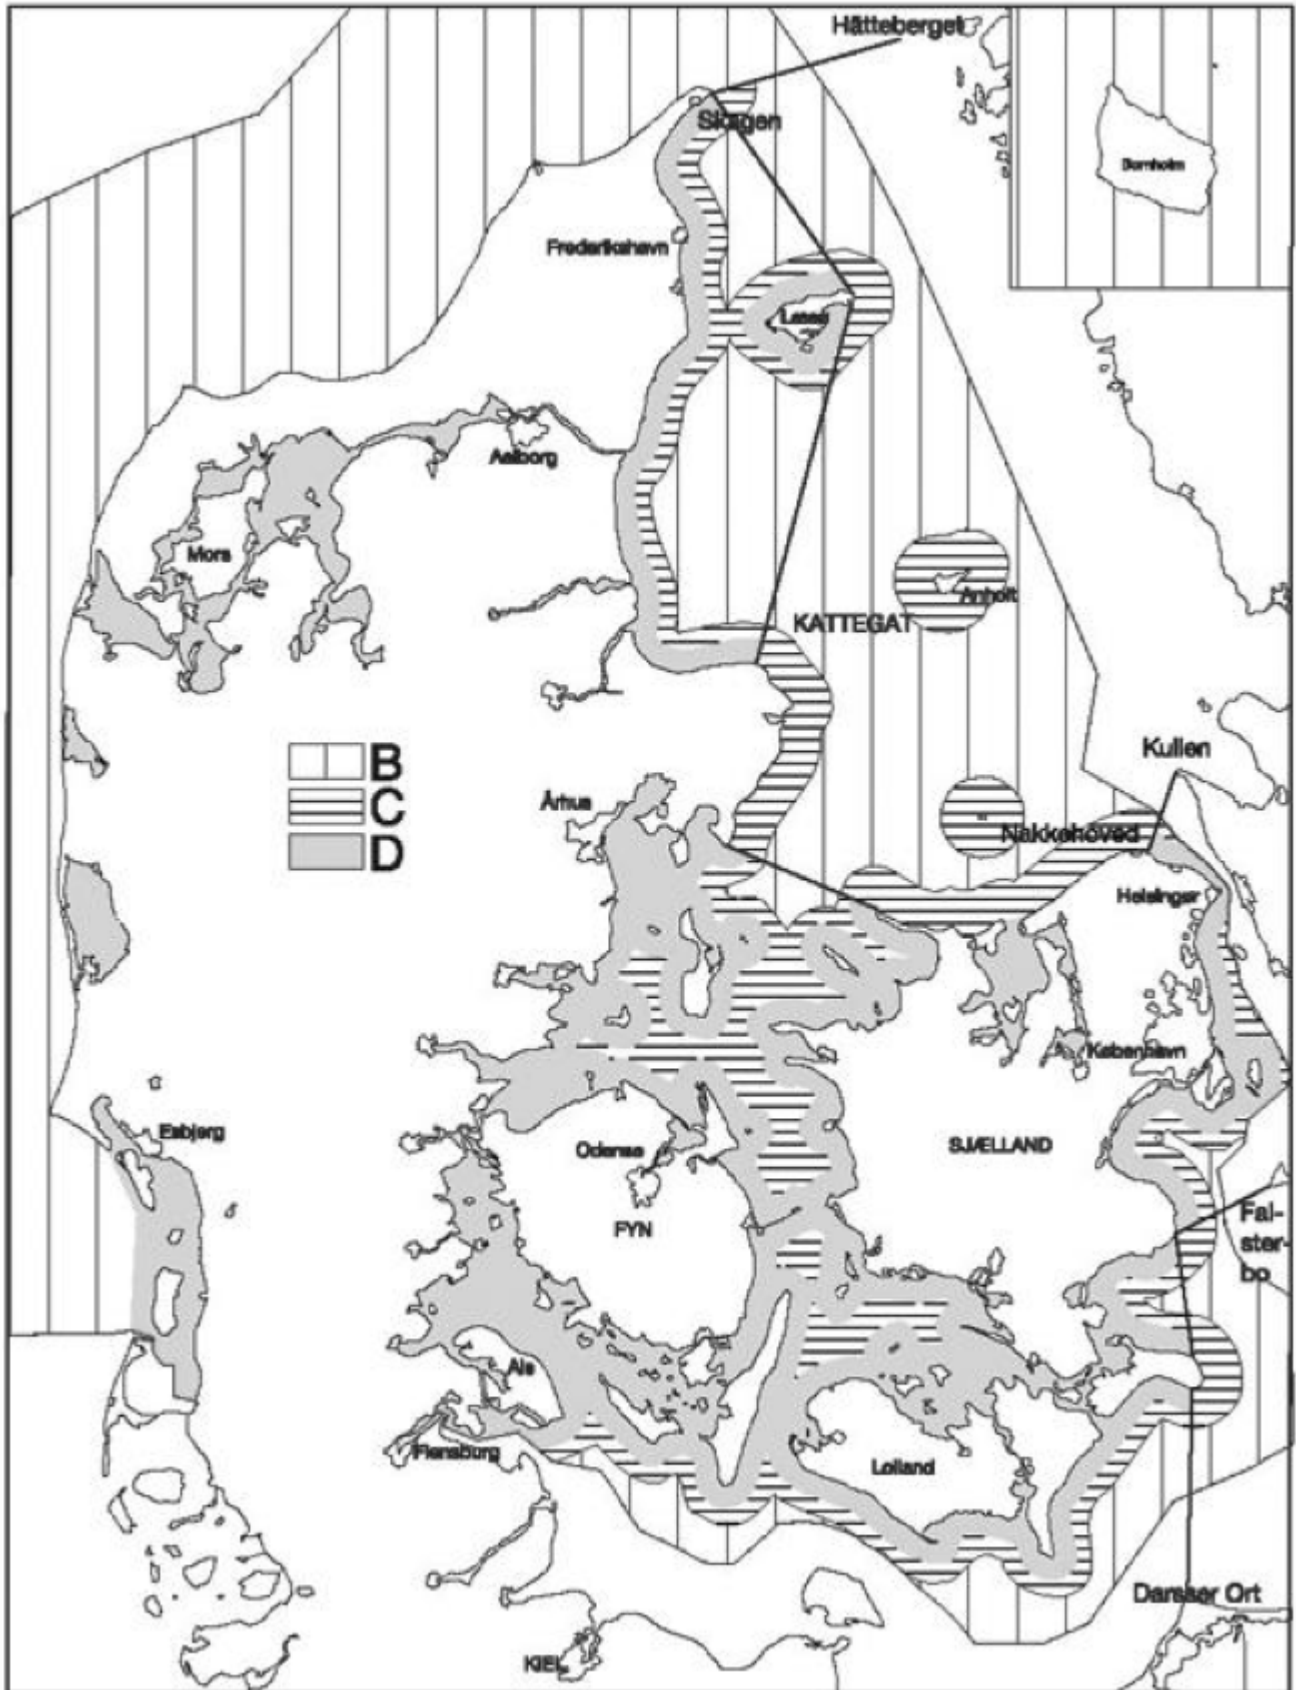 Hätteberget
Skagen
Bornholm
Frederikshavn
Læsø
Aalborg
Mors
Anholt
KATTEGAT
Kullen
B
C
D
Århus
Nakkehoved
Helsingør
København
Esbjerg
Odense
SJÆLLAND
FYN
Fal-
ster-
bo
Als
Flensburg
Lolland
Darsser Ort
KIEL